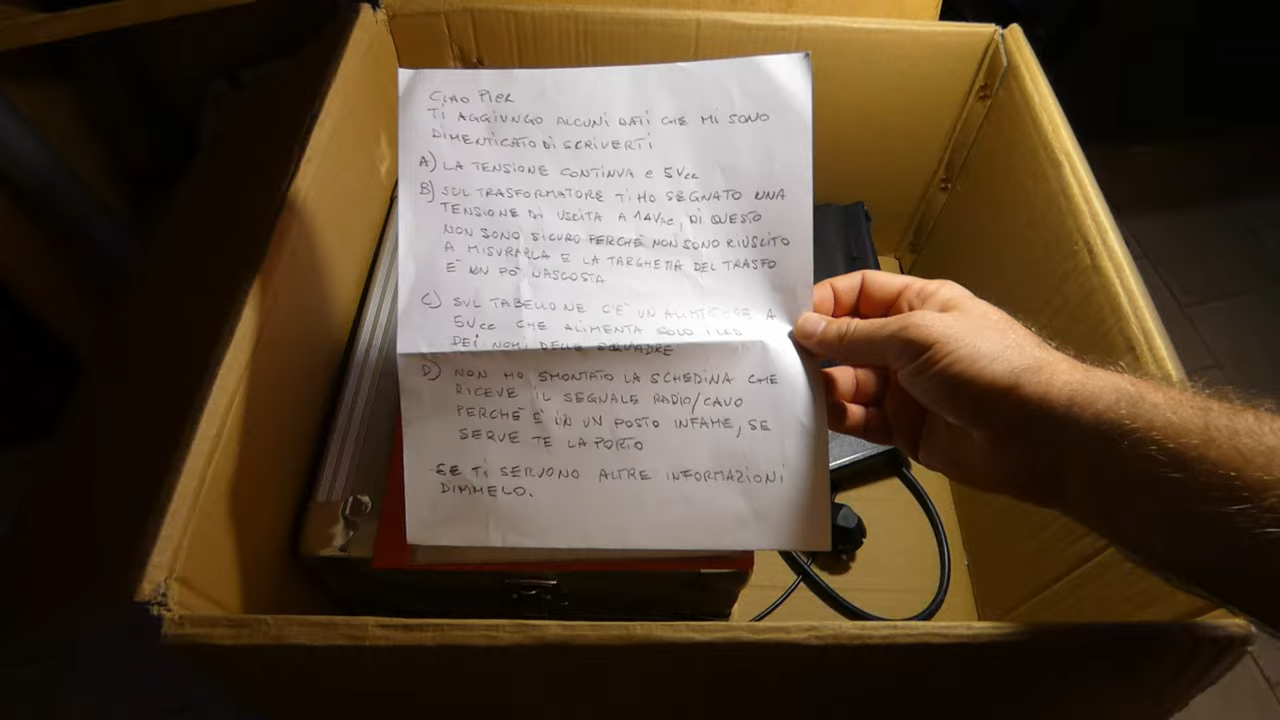 CIAO PIER
TI AGGIUNGO ALCUNI DATI CHE MI SONO
DIMENTICATO DI SCRIVERTI
A) LA TENSIONE CONTINUA e 5Vcc
B) SUL TRASFORMATORE TI HO SEGNATO UNA
TENSIONE DI USCITA A 14VAC, DI QUESTO
NON SONO SICURO PERCHÈ NON SONO RIUSCITO
A MISURARLA E LA TARGHETTA DEL TRASFO
E' UN PÒ NASCOSTA
C) SUL TABELLONE C'È UN A
5Vcc CHE ALIMENTA SOLO I LED
DEI NOMI DELLE SQUADRE
D) NON HO SMONTATO LA SCHEDINA CHE
RICEVE IL SEGNALE RADIO/CAVO
PERCHÈ È IN UN POSTO INFAME, SE
SERVE TE LA PORTO
SE TI SERVONO ALTRE INFORMAZIONI
DIMMELO.